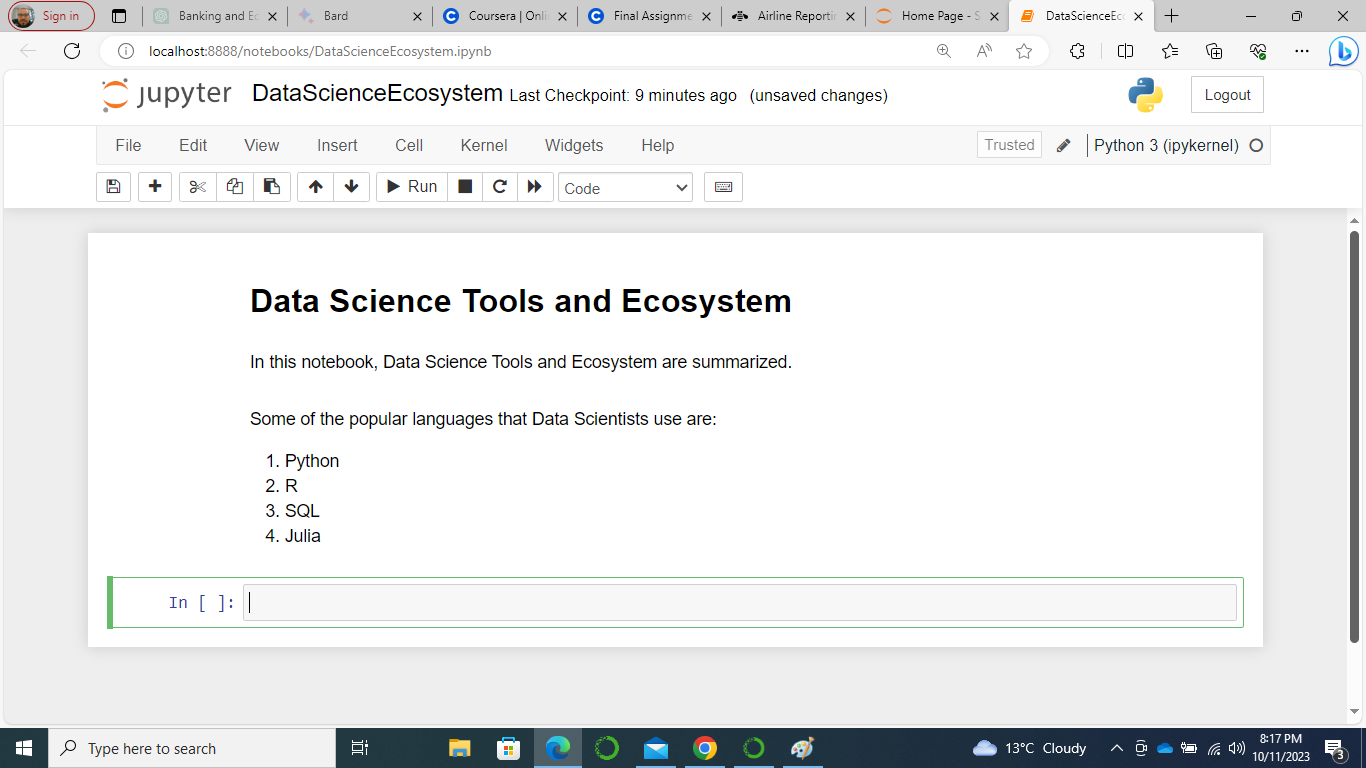 Sign in
Banking and Ec
Bard
Coursera | Onli
Final Assignme
Airline Reportin
Home Page - S
DataScienceEc
localhost:8888/notebooks/DataScienceEcosystem.ipynb
jupyter DataScienceEcosystem Last Checkpoint: 9 minutes ago (unsaved changes)
Logout
File Edit View Insert Cell Kernel Widgets Help
Trusted
Python 3 (ipykernel)
Run
Code
Data Science Tools and Ecosystem
In this notebook, Data Science Tools and Ecosystem are summarized.
Some of the popular languages that Data Scientists use are:
1. Python
2. R
3. SQL
4. Julia
In [ ]:
Type here to search
13°C Cloudy
8:17 PM
10/11/2023
3